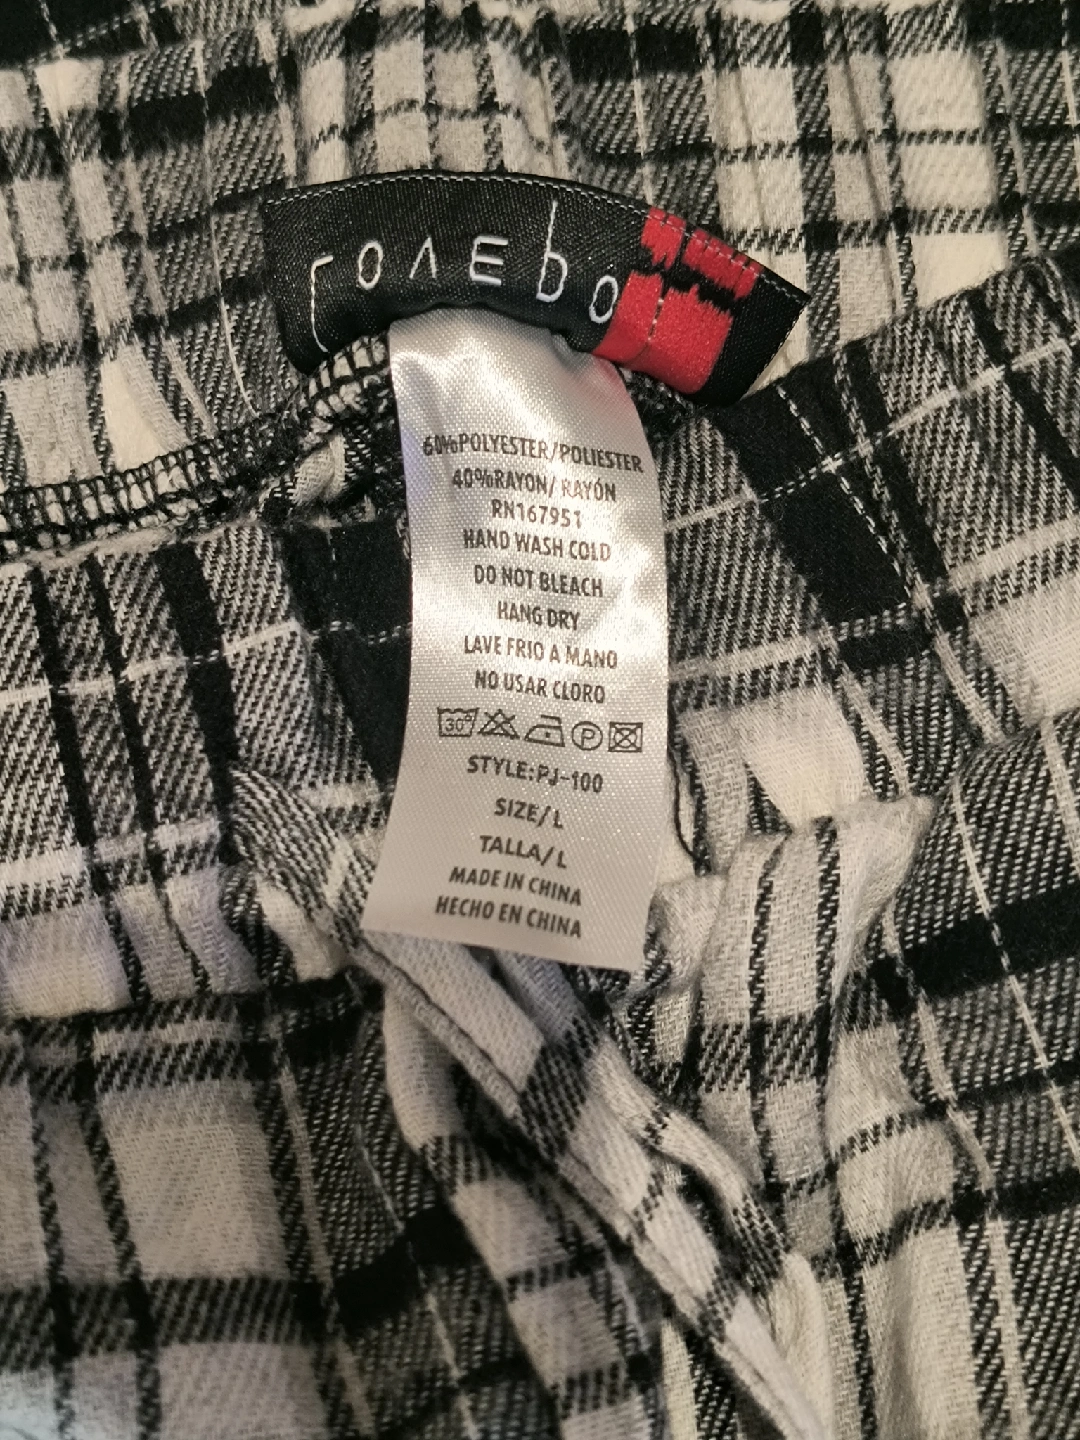 rovEbo
60%POLYESTER/POLIESTER
40%RAYON/ RAYÓN
RN167951
HAND WASH COLD
DO NOT BLEACH
HANG DRY
LAVE FRIO A MANO
NO USAR CLORO
30° P
STYLE:PJ-100
SIZE/L
TALLA/L
MADE IN CHINA
HECHO EN CHINA